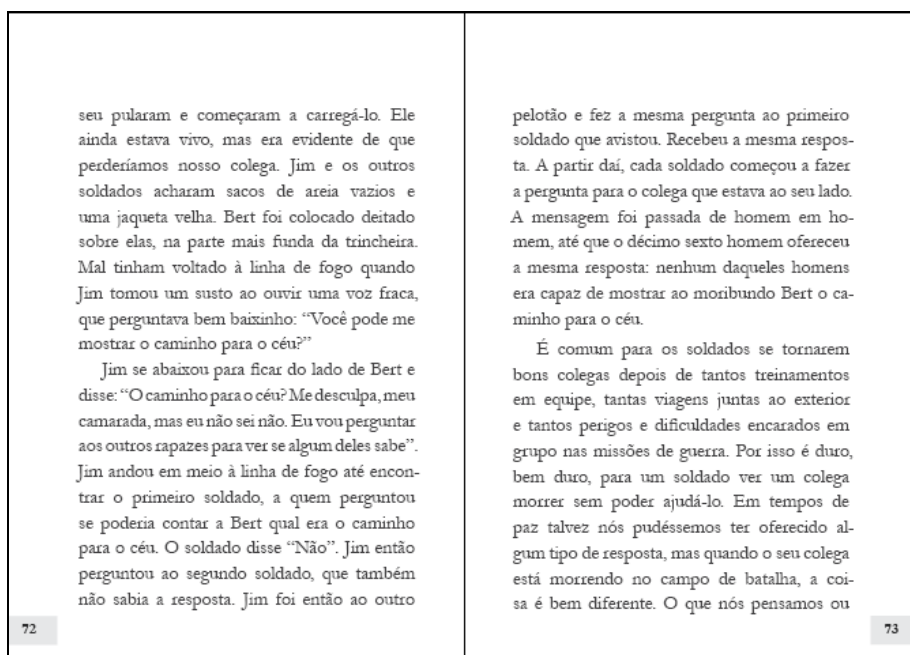 seu pularam e começaram a carregá-lo. Ele
ainda estava vivo, mas era evidente de que
perderíamos nosso colega. Jim e os outros
soldados acharam sacos de areia vazios e
uma jaqueta velha. Bert foi colocado deitado
sobre elas, na parte mais funda da trincheira.
Mal tinham voltado à linha de fogo quando
Jim tomou um susto ao ouvir uma voz fraca,
que perguntava bem baixinho: “Você pode me
mostrar o caminho para o céu?”
Jim se abaixou para ficar do lado de Bert e
disse: “O caminho para o céu? Me desculpa, meu
camarada, mas eu não sei não. Eu vou perguntar
aos outros rapazes para ver se algum deles sabe”.
Jim andou em meio à linha de fogo até encon-
trar o primeiro soldado, a quem perguntou
se poderia contar a Bert qual era o caminho
para o céu. O soldado disse “Não”. Jim então
perguntou ao segundo soldado, que também
não sabia a resposta. Jim foi então ao outro
72
pelotão e fez a mesma pergunta ao primeiro
soldado que avistou. Recebeu a mesma respos-
ta. A partir daí, cada soldado começou a fazer
a pergunta para o colega que estava ao seu lado.
A mensagem foi passada de homem em ho-
mem, até que o décimo sexto homem ofereceu
a mesma resposta: nenhum daqueles homens
era capaz de mostrar ao moribundo Bert o ca-
minho para o céu.
É comum para os soldados se tornarem
bons colegas depois de tantos treinamentos
em equipe, tantas viagens juntas ao exterior
e tantos perigos e dificuldades encarados em
grupo nas missões de guerra. Por isso é duro,
bem duro, para um soldado ver um colega
morrer sem poder ajudá-lo. Em tempos de
paz talvez nós pudéssemos ter oferecido al-
gum tipo de resposta, mas quando o seu colega
está morrendo no campo de batalha, a coi-
sa é bem diferente. O que nós pensamos ou
73